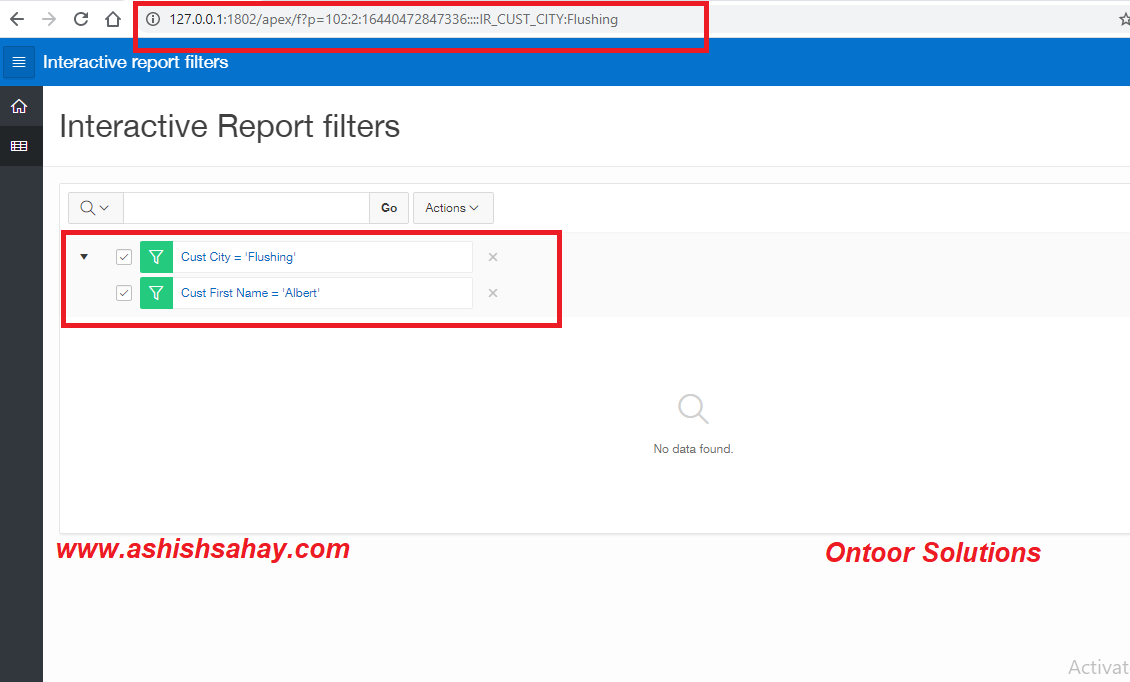 127.0.0.1:1802/apex/f?p=102:2:16440472847336::::IR_CUST_CITY:Flushing
Interactive report filters
Interactive Report filters
Go
Actions
Cust City = 'Flushing'
Cust First Name = 'Albert'
No data found.
www.ashishsahay.com
Ontoor Solutions
Activat